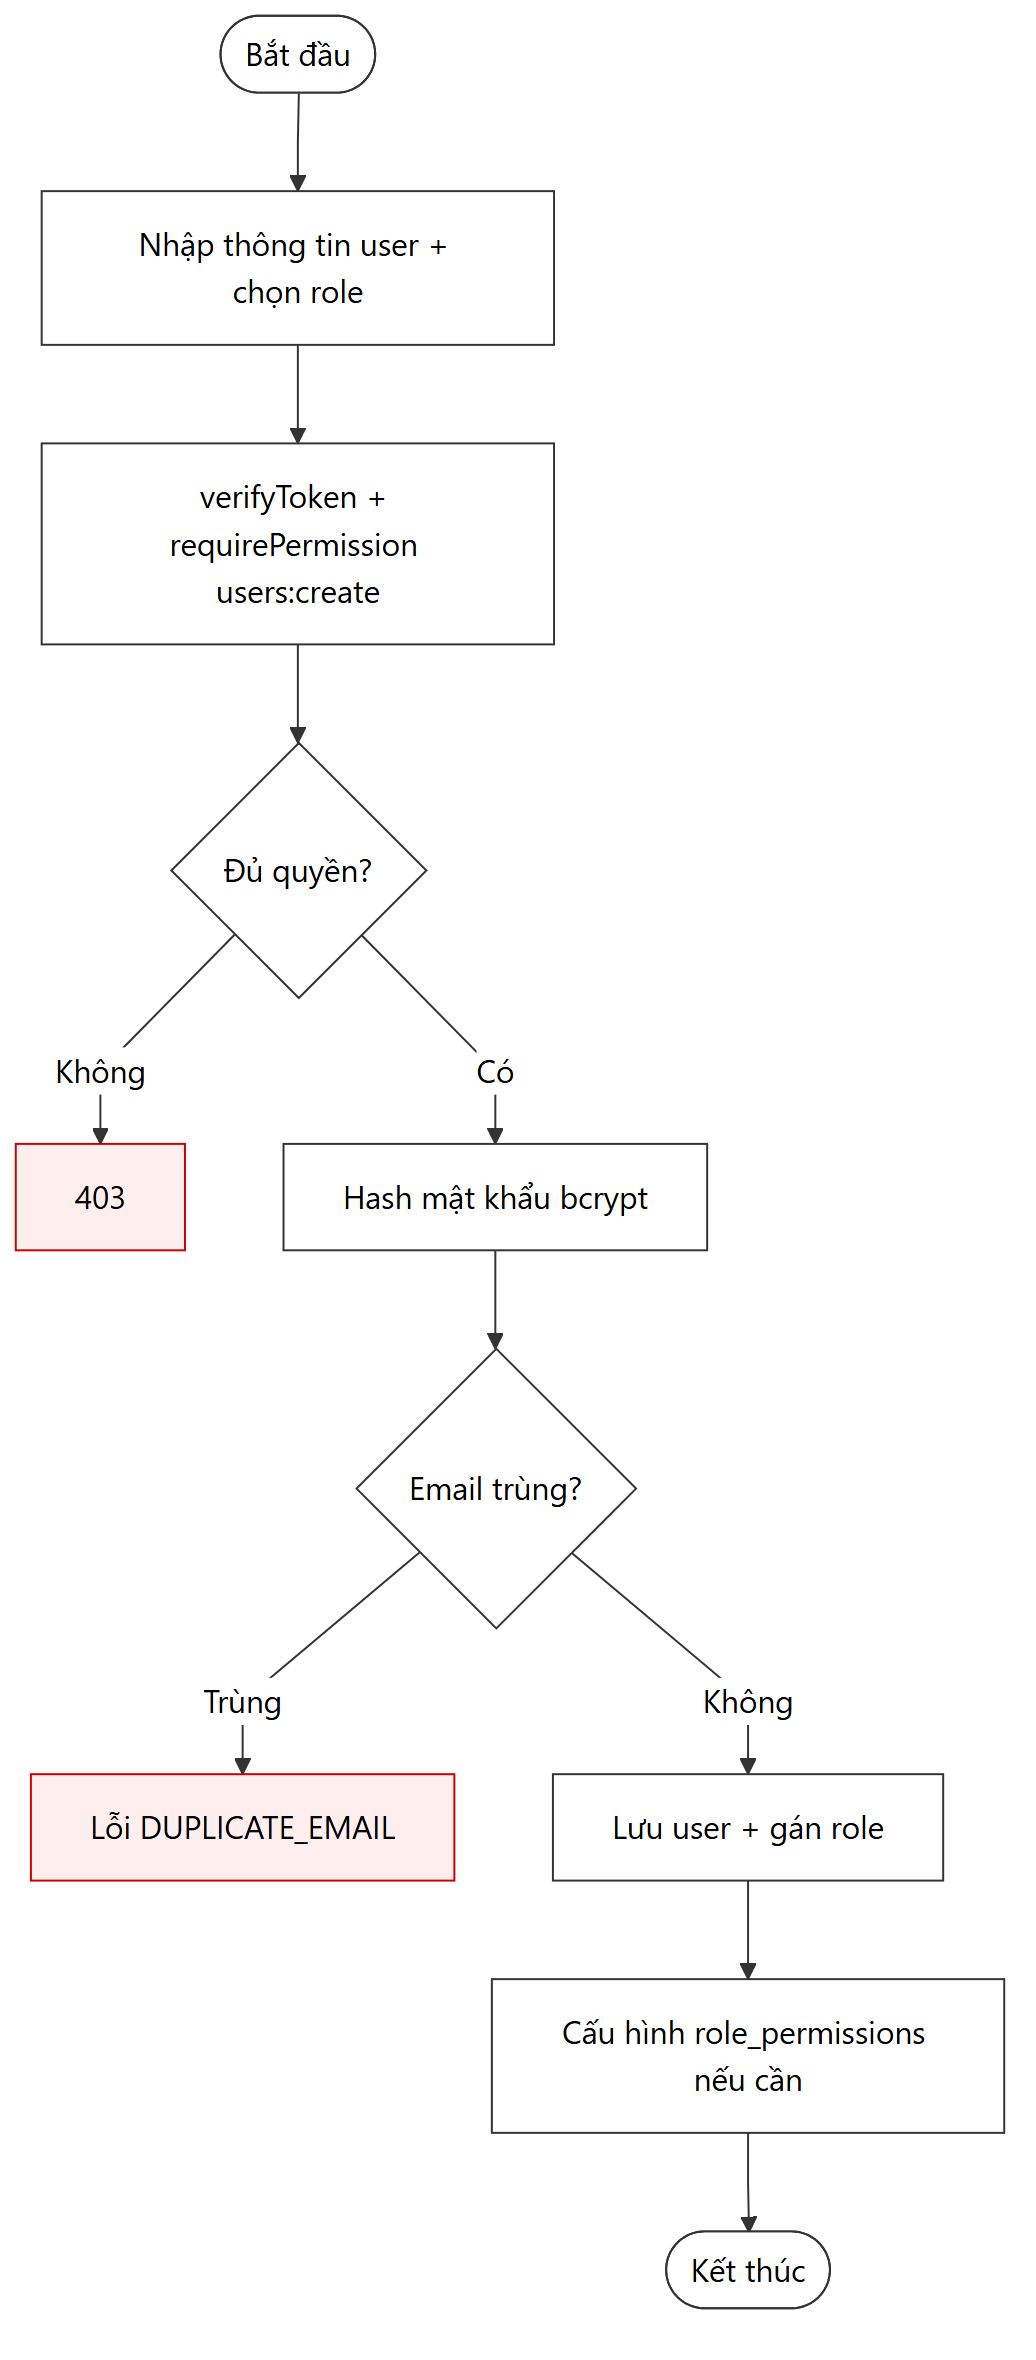 Bắt đầu
Nhập thông tin user +
chọn role
verifyToken +
requirePermission
users:create
Đủ quyền?
Không
Có
403
Hash mật khẩu bcrypt
Email trùng?
Trùng
Không
Lỗi DUPLICATE_EMAIL
Lưu user + gán role
Cấu hình role_permissions
nếu cần
Kết thúc